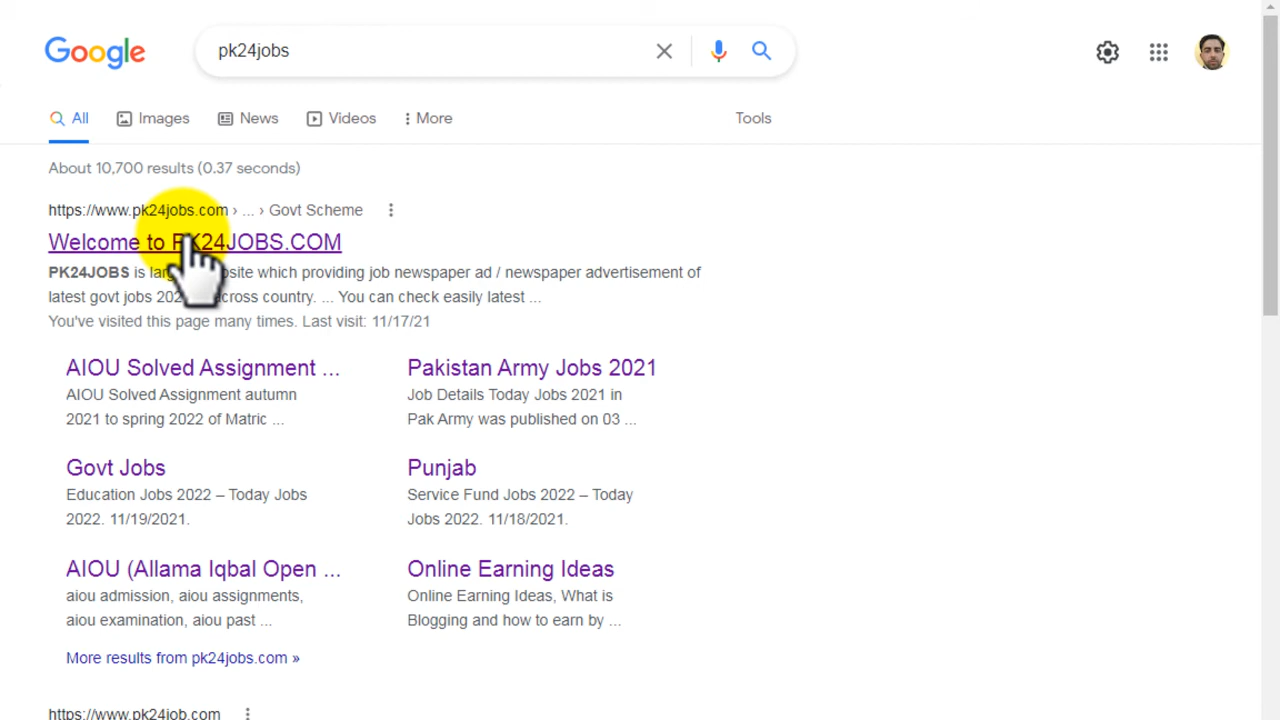 Google
pk24jobs
All
Images
News
Videos
More
Tools
About 10,700 results (0.37 seconds)
https://www.pk24jobs.com › ... › Govt Scheme
Welcome to PK24JOBS.COM
PK24JOBS is website which providing job newspaper ad / newspaper advertisement of
latest govt jobs across country. ... You can check easily latest ...
You've visited this page many times. Last visit: 11/17/21
AIOU Solved Assignment ...
AIOU Solved Assignment autumn
2021 to spring 2022 of Matric ...
Pakistan Army Jobs 2021
Job Details Today Jobs 2021 in
Pak Army was published on 03 ...
Govt Jobs
Education Jobs 2022 – Today Jobs
2022. 11/19/2021.
Punjab
Service Fund Jobs 2022 – Today
Jobs 2022. 11/18/2021.
AIOU (Allama Iqbal Open ...
aiou admission, aiou assignments,
aiou examination, aiou past ...
Online Earning Ideas
Online Earning Ideas, What is
Blogging and how to earn by ...
More results from pk24jobs.com »
https://www.pk24job.com